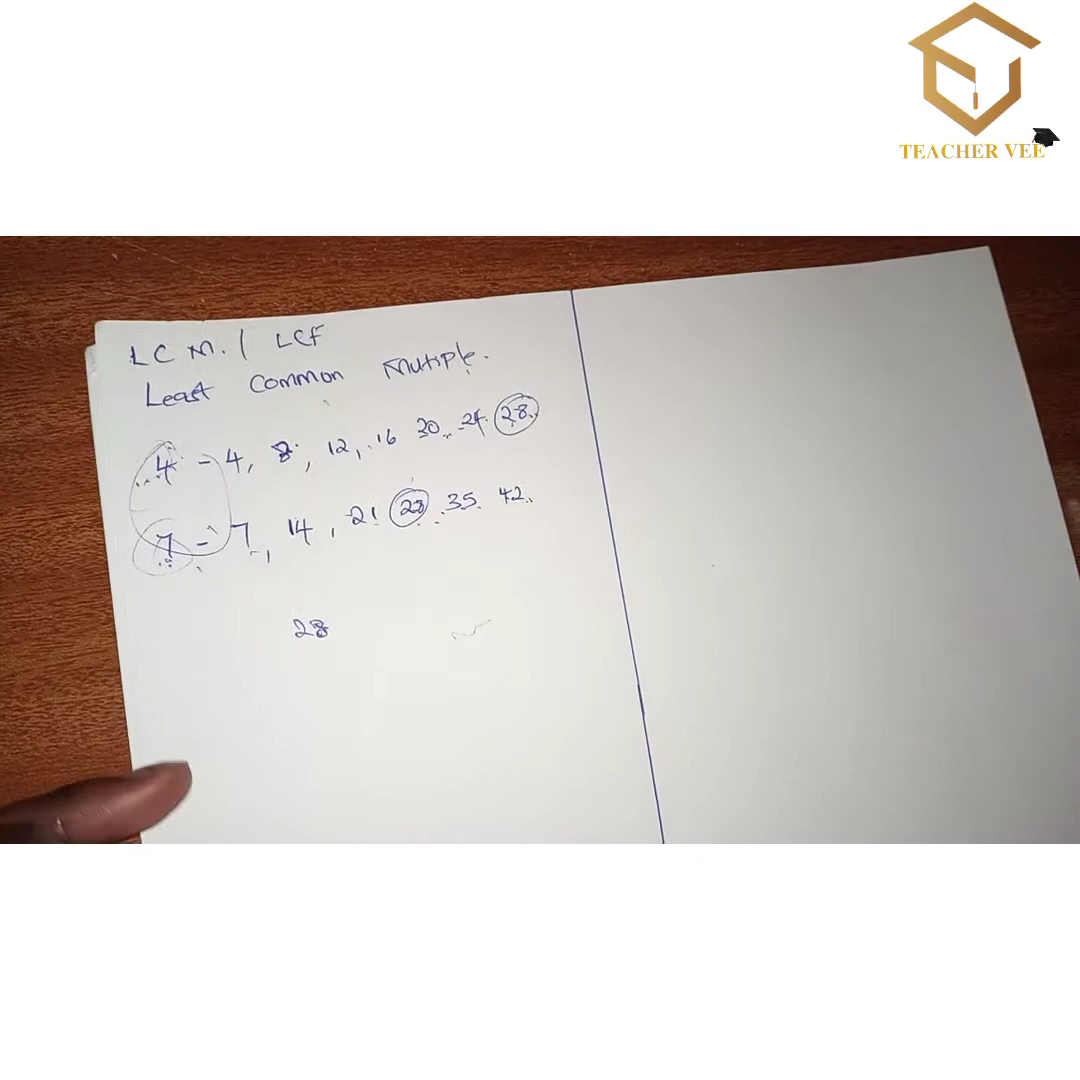 TEACHER VEE
LCM. / LCF
Least Common Mutiple.
4 - 4, 8, 12, 16 20, 24. 28.
7 - 7, 14, 21 28 35. 42.
28